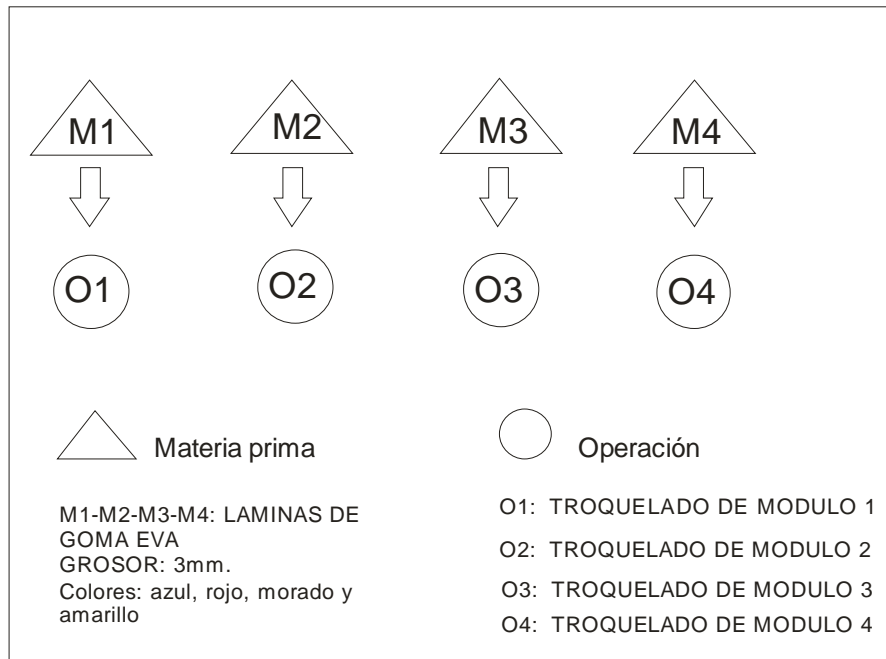 M1 M2 M3 M4
O1 O2 O3 O4
Materia prima
M1-M2-M3-M4: LAMINAS DE
GOMA EVA
GROSOR: 3mm.
Colores: azul, rojo, morado y
amarillo
Operación
O1: TROQUELADO DE MODULO 1
O2: TROQUELADO DE MODULO 2
O3: TROQUELADO DE MODULO 3
O4: TROQUELADO DE MODULO 4